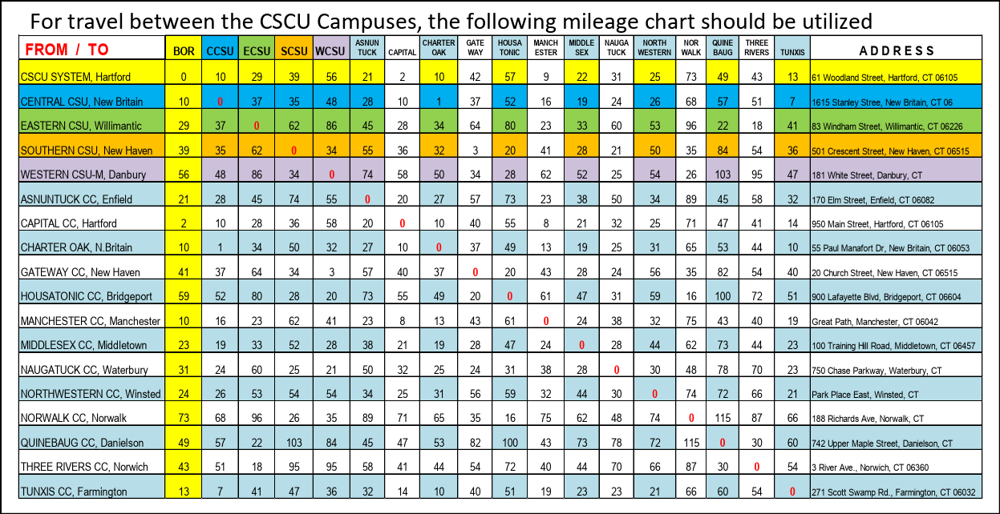 For travel between the CSCU Campuses, the following mileage chart should be utilized
FROM / TO BOR CCSU ECSU SCSU WCSU ASNUN TUCK CAPITAL CHARTER OAK GATE WAY HOUSA TONIC MANCH ESTER MIDDLE SEX NAUGA TUCK NORTH WESTERN NOR WALK QUINE BAUG THREE RIVERS TUNXIS ADDRESS
CSCU SYSTEM, Hartford 0 10 29 39 56 21 2 10 42 57 9 22 31 25 73 49 43 13 61 Woodland Street, Hartford, CT 06105
CENTRAL CSU, New Britain 10 0 37 35 48 28 10 1 37 52 16 19 24 26 68 57 51 7 1615 Stanley Stree, New Britain, CT 06
EASTERN CSU, Willimantic 29 37 0 62 86 45 28 34 64 80 23 33 60 53 96 22 18 41 83 Windham Street, Willimantic, CT 06226
SOUTHERN CSU, New Haven 39 35 62 0 34 55 36 32 3 20 41 28 21 50 35 84 54 36 501 Crescent Street, New Haven, CT 06515
WESTERN CSU-M, Danbury 56 48 86 34 0 74 58 50 34 28 62 52 25 54 26 103 95 47 181 White Street, Danbury, CT
ASNUNTUCK CC, Enfield 21 28 45 74 55 0 20 27 57 73 23 38 50 34 89 45 58 32 170 Elm Street, Enfield, CT 06082
CAPITAL CC, Hartford 2 10 28 36 58 20 0 10 40 55 8 21 32 25 71 47 41 14 950 Main Street, Hartford, CT 06105
CHARTER OAK, N.Britain 10 1 34 50 32 27 10 0 37 49 13 19 25 31 65 53 44 10 55 Paul Manafort Dr, New Britain, CT 06053
GATEWAY CC, New Haven 41 37 64 34 3 57 40 37 0 20 43 28 24 56 35 82 54 40 20 Church Street, New Haven, CT 06515
HOUSATONIC CC, Bridgeport 59 52 80 28 20 73 55 49 20 0 61 47 31 59 16 100 72 51 900 Lafayette Blvd, Bridgeport, CT 06604
MANCHESTER CC, Manchester 10 16 23 62 41 23 8 13 43 61 0 24 38 32 75 43 40 19 Great Path, Manchester, CT 06042
MIDDLESEX CC, Middletown 23 19 33 52 28 38 21 19 28 47 24 0 28 44 62 73 44 23 100 Training Hill Road, Middletown, CT 06457
NAUGATUCK CC, Waterbury 31 24 60 25 21 50 32 25 24 31 38 28 0 30 48 78 70 23 750 Chase Parkway, Waterbury, CT
NORTHWESTERN CC, Winsted 24 26 53 54 54 34 25 31 56 59 32 44 30 0 74 72 66 21 Park Place East, Winsted, CT
NORWALK CC, Norwalk 73 68 96 26 35 89 71 65 35 16 75 62 48 74 0 115 87 66 188 Richards Ave, Norwalk, CT
QUINEBAUG CC, Danielson 49 57 22 103 84 45 47 53 82 100 43 73 78 72 115 0 30 60 742 Upper Maple Street, Danielson, CT
THREE RIVERS CC, Norwich 43 51 18 95 95 58 41 44 54 72 40 44 70 66 87 30 0 54 3 River Ave., Norwich, CT 06360
TUNXIS CC, Farmington 13 7 41 47 36 32 14 10 40 51 19 23 23 21 66 60 54 0 271 Scott Swamp Rd., Farmington, CT 06032